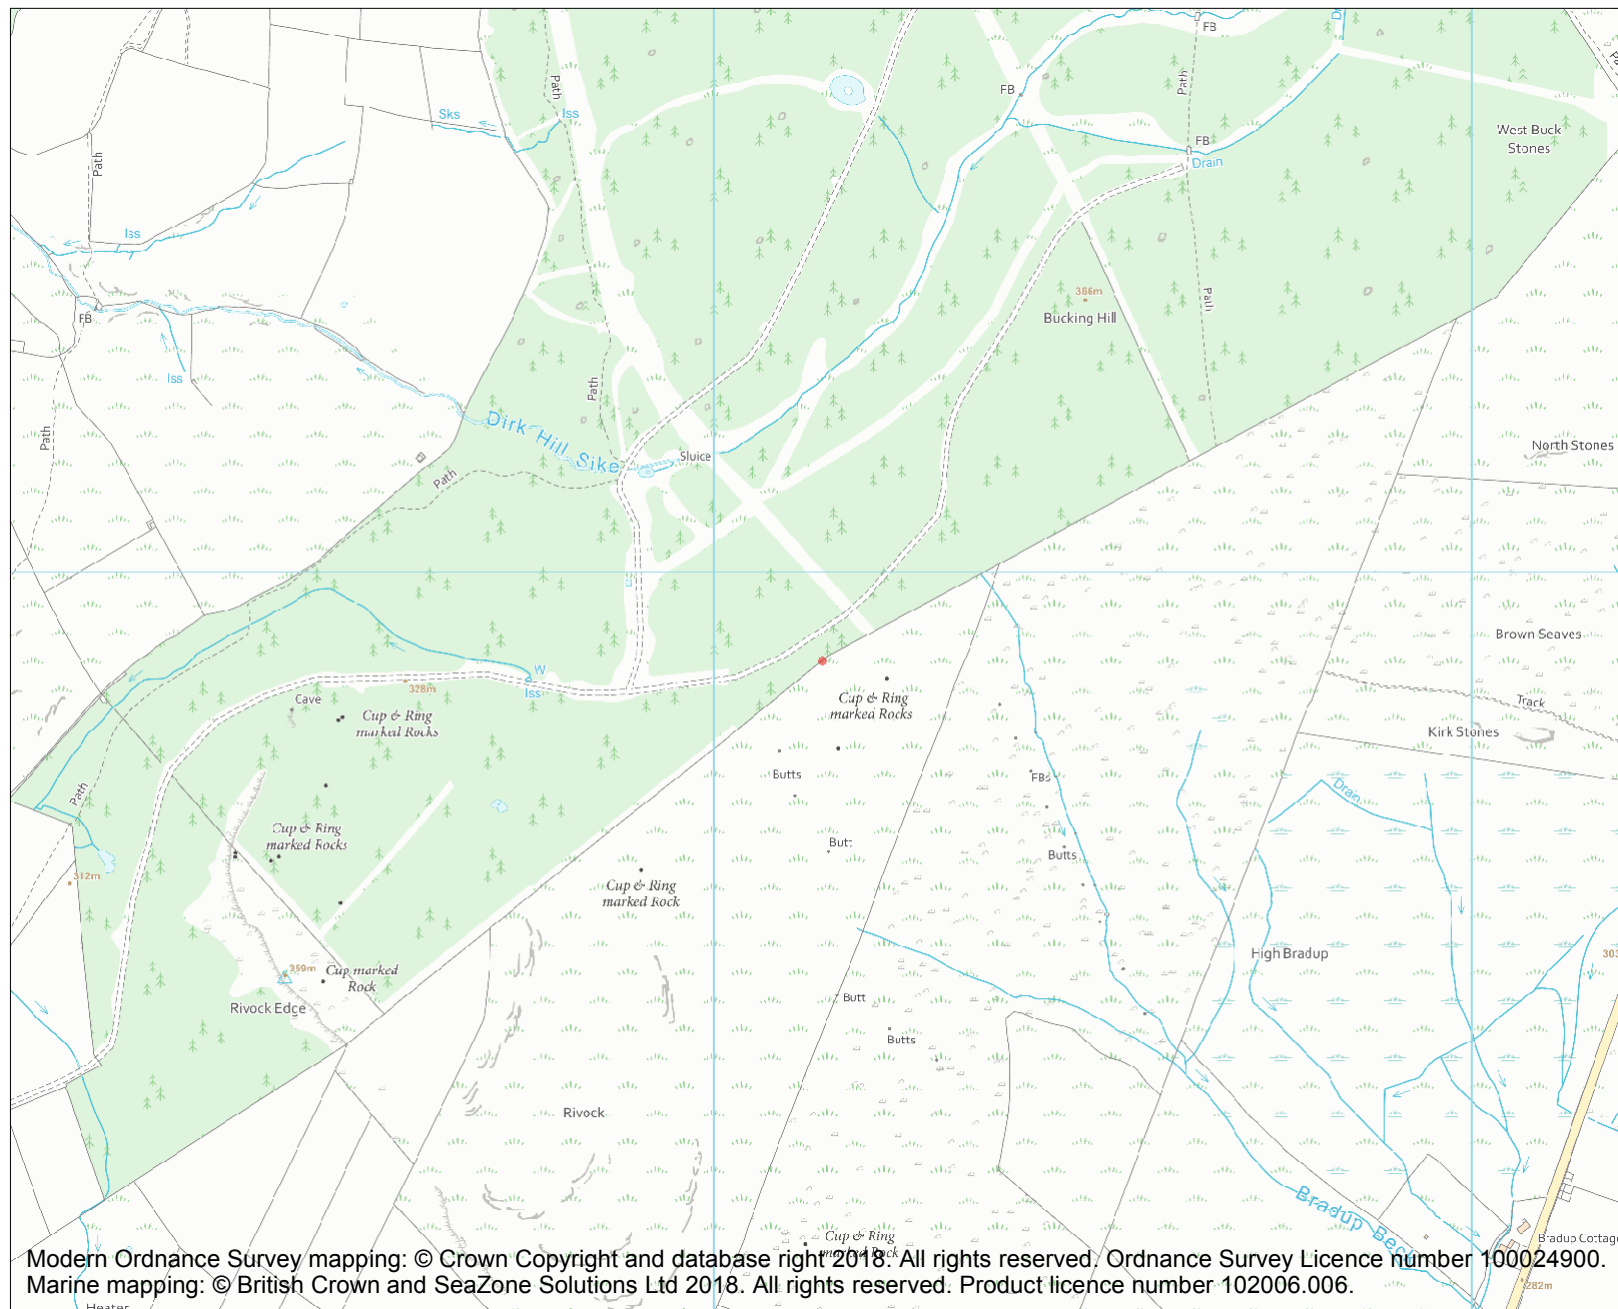 FB
Path
Path
FB
Sks
Iss
Path
West Buck
Stones
FB
Drain
Iss
Path
366m
Bucking Hill
FB
Path
Iss
Path
Path
Dirk Hill Sike
Sluice
North Stones
Path
Brown Seaves
W
Iss
328m
Cave
Cup & Ring
marked Rocks
Cup & Ring
marked Rocks
Track
Kirk Stones
Butts
FBs
Path
Drain
Cup & Ring
marked Rocks
Butt
Butts
312m
Cup & Ring
marked Rock
High Bradup
303
359m
Cup marked
Rock
Butt
Rivock Edge
Butts
Rivock
Bradup Beck
Cup & Ring
marked Rock
Bradup Cottage
Modern Ordnance Survey mapping: © Crown Copyright and database right 2018. All rights reserved. Ordnance Survey Licence number 100024900.
Marine mapping: © British Crown and SeaZone Solutions Ltd 2018. All rights reserved. Product licence number 102006.006.
282m
Heater